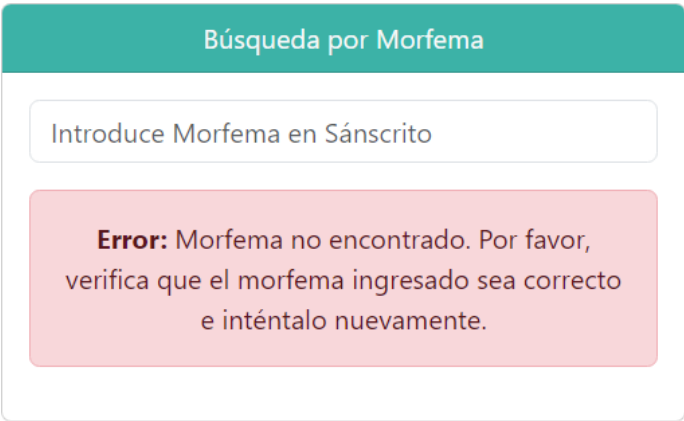 Búsqueda por Morfema
Introduce Morfema en Sánscrito
Error: Morfema no encontrado. Por favor,
verifica que el morfema ingresado sea correcto
e inténtalo nuevamente.